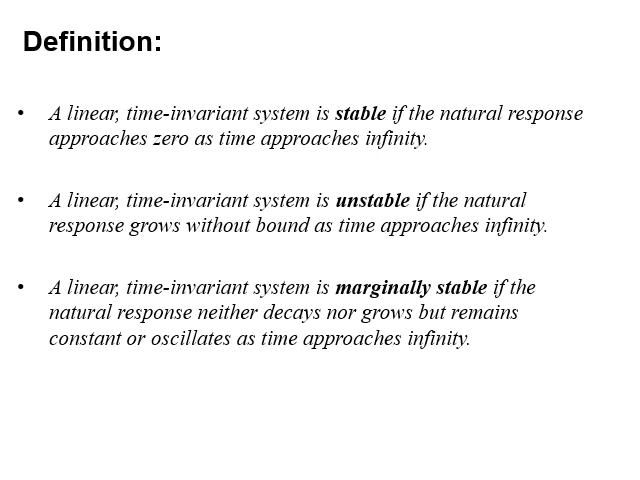 Definition:
• A linear, time-invariant system is stable if the natural response
approaches zero as time approaches infinity.
• A linear, time-invariant system is unstable if the natural
response grows without bound as time approaches infinity.
• A linear, time-invariant system is marginally stable if the
natural response neither decays nor grows but remains
constant or oscillates as time approaches infinity.